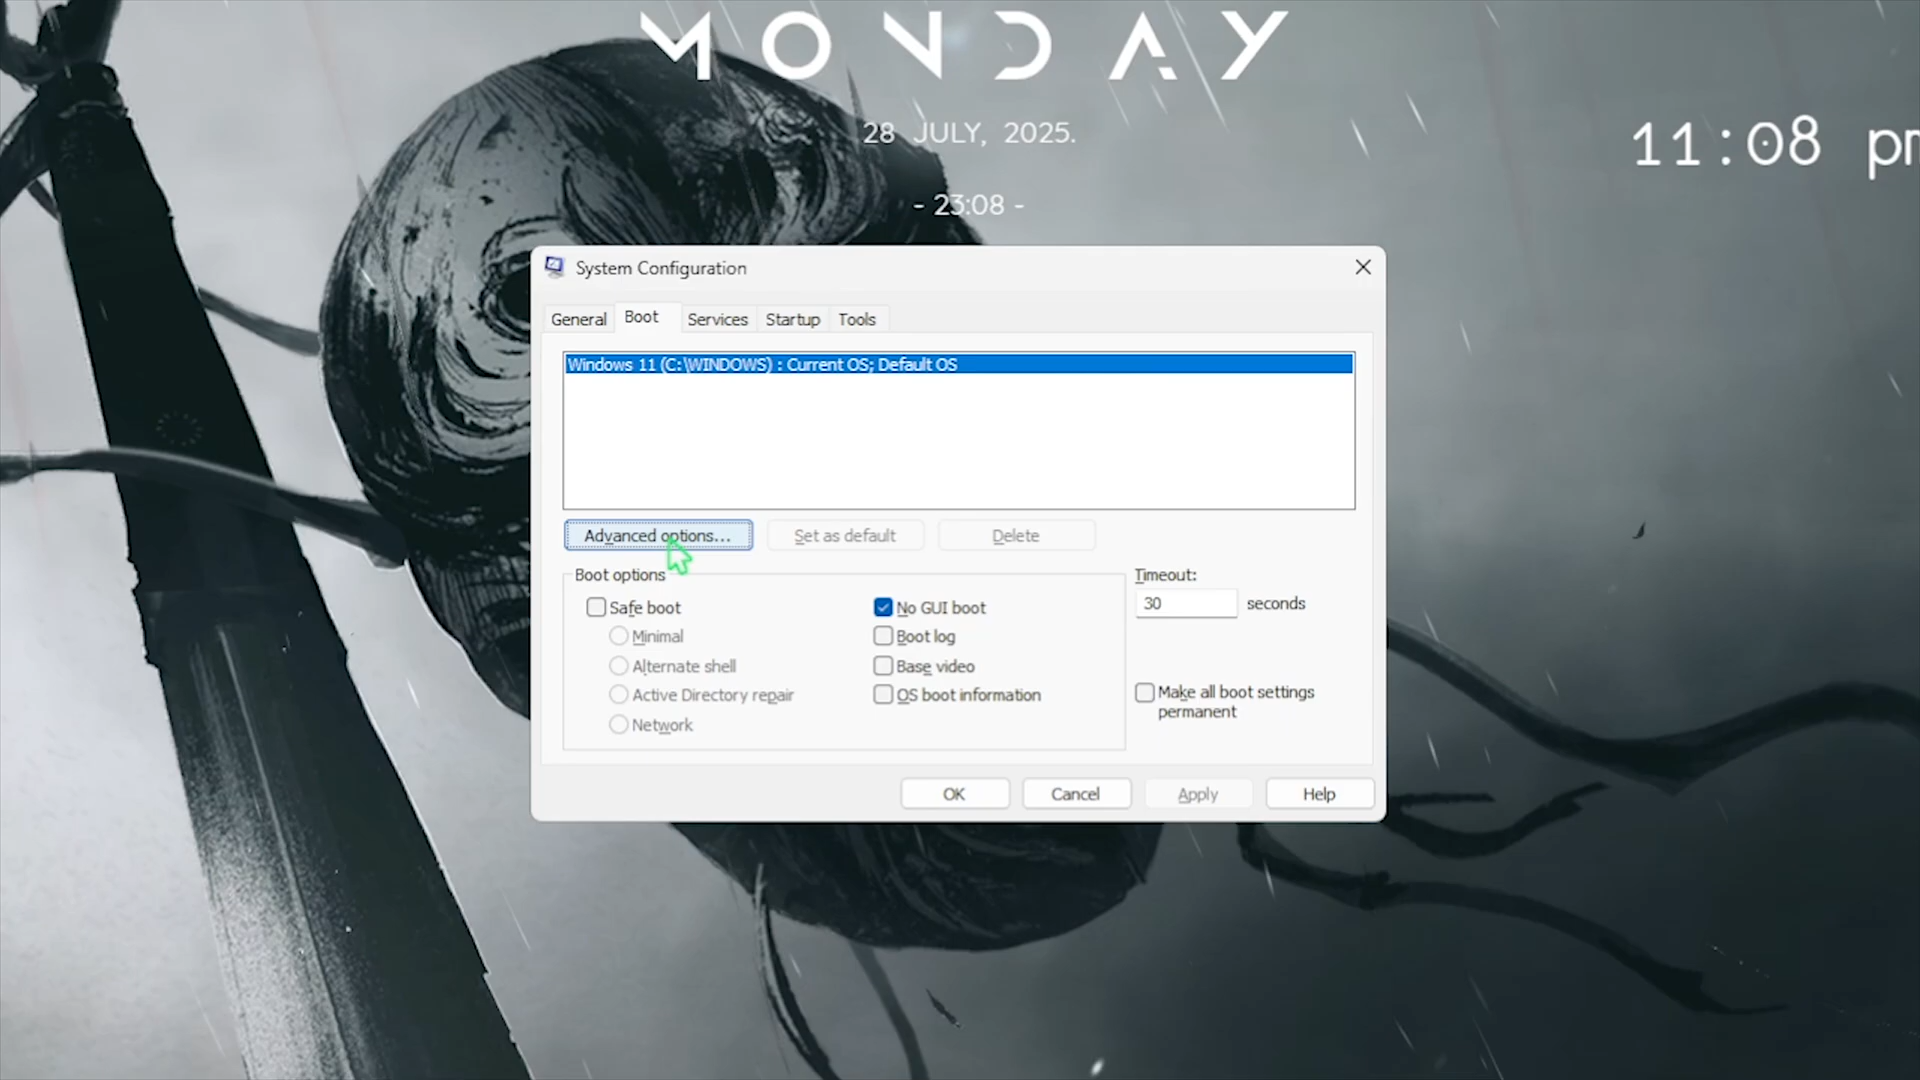 MONDAY
28 JULY, 2025.
11:08 pm
- 23:08 -
System Configuration
General Boot Services Startup Tools
Windows 11 (C:\WINDOWS) : Current OS; Default OS
Advanced options... Set as default Delete
Boot options
Safe boot
Minimal
Alternate shell
Active Directory repair
Network
No GUI boot
Boot log
Base video
OS boot information
Timeout:
30 seconds
Make all boot settings
permanent
OK Cancel Apply Help